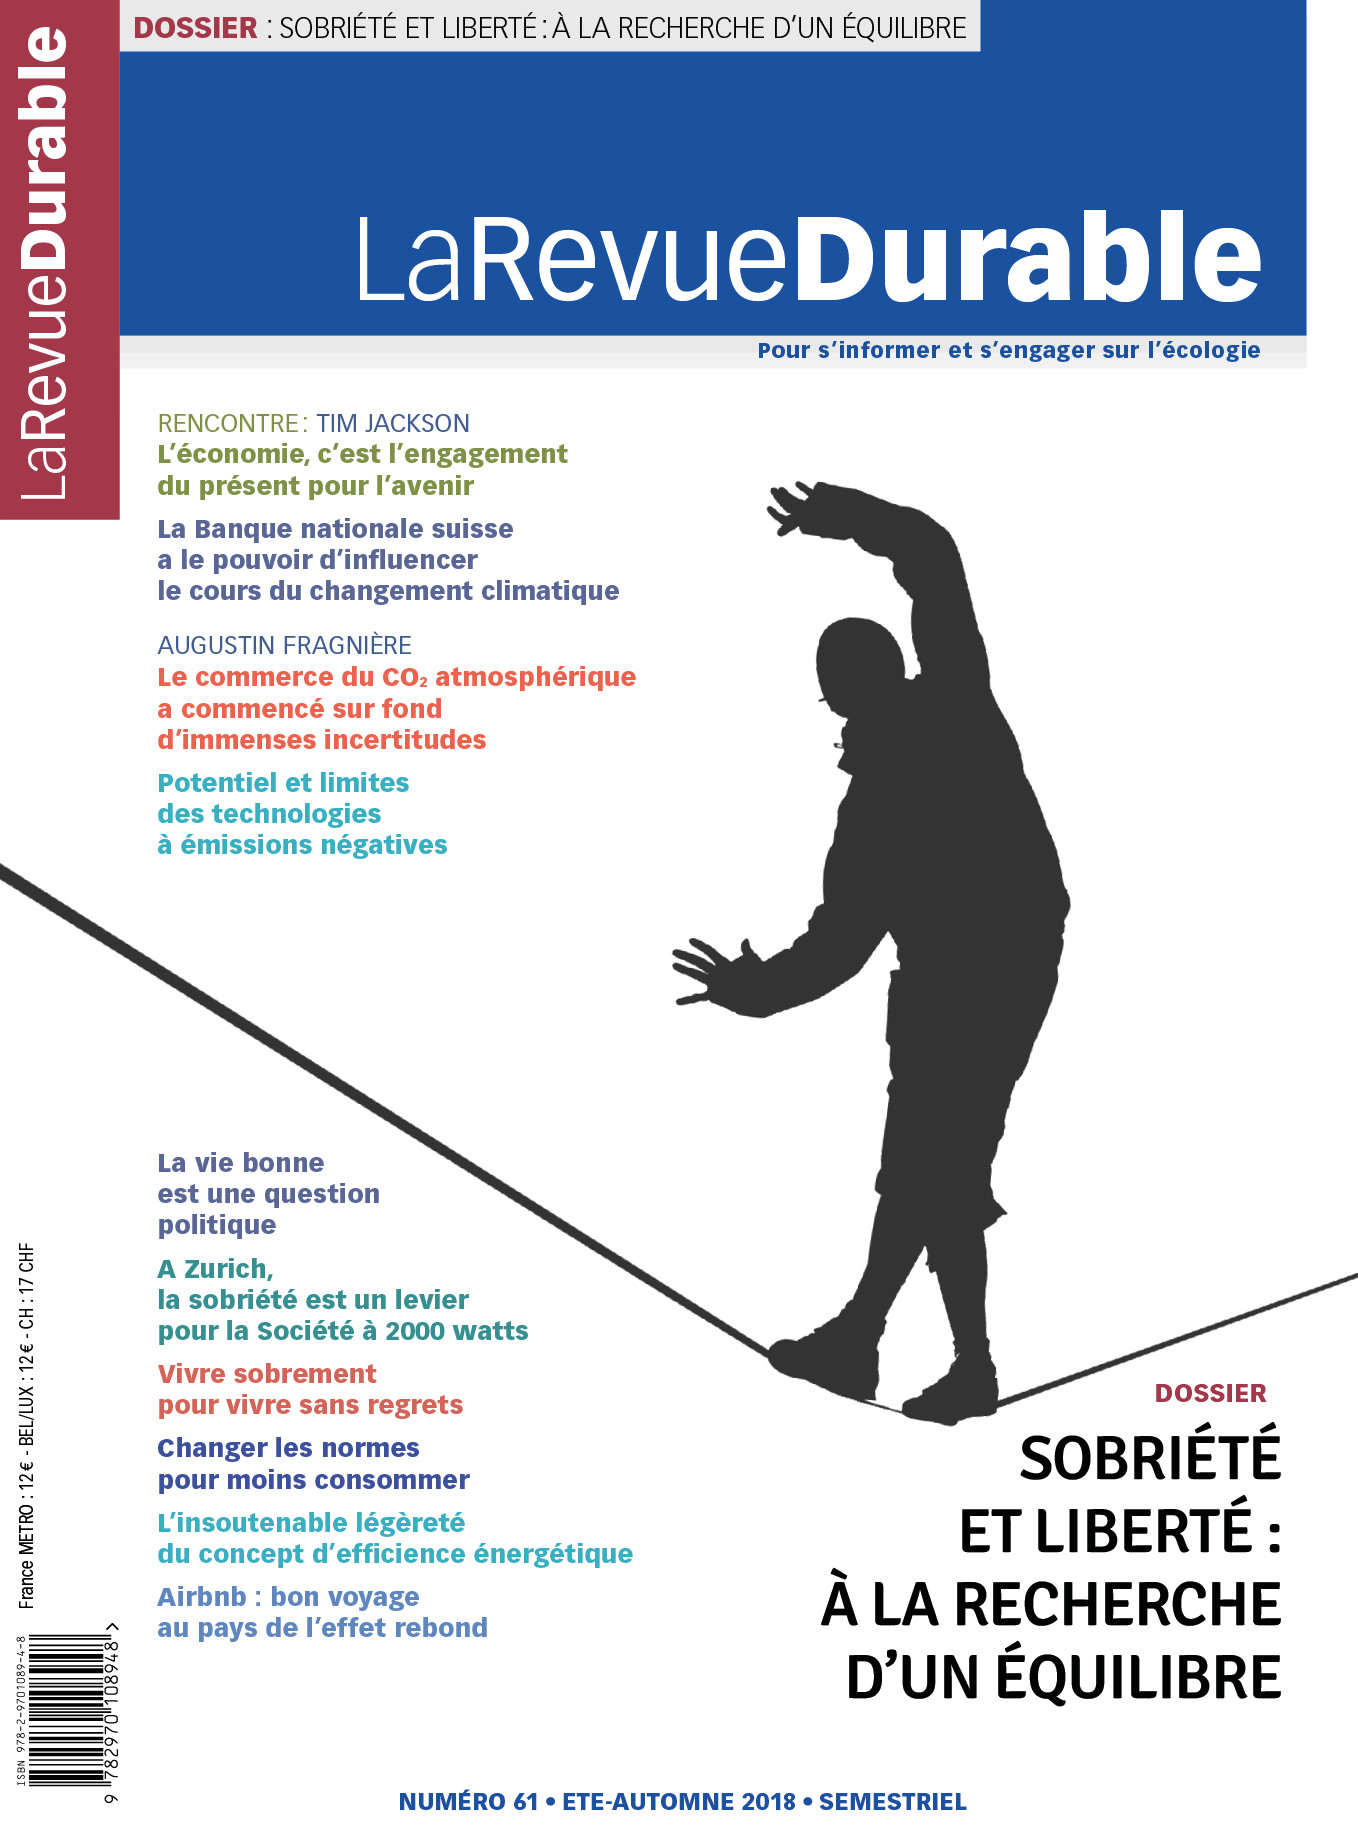 DOSSIER : SOBRIÉTÉ ET LIBERTÉ : À LA RECHERCHE D’UN ÉQUILIBRE
LaRevueDurable
LaRevueDurable
Pour s’informer et s’engager sur l’écologie
RENCONTRE : TIM JACKSON
L’économie, c’est l’engagement
du présent pour l’avenir
La Banque nationale suisse
a le pouvoir d’influencer
le cours du changement climatique
AUGUSTIN FRAGNIÈRE
Le commerce du CO₂ atmosphérique
a commencé sur fond
d’immenses incertitudes
Potentiel et limites
des technologies
à émissions négatives
La vie bonne
est une question
politique
A Zurich,
la sobriété est un levier
pour la Société à 2000 watts
Vivre sobrement
pour vivre sans regrets
Changer les normes
pour moins consommer
L’insoutenable légèreté
du concept d’efficience énergétique
Airbnb : bon voyage
au pays de l’effet rebond
DOSSIER
SOBRIÉTÉ
ET LIBERTÉ :
À LA RECHERCHE
D’UN ÉQUILIBRE
France METRO : 12 € - BEL/LUX : 12 € - CH : 17 CHF
ISBN 978-2-9701089-4-8
9 782970 108948 >
NUMÉRO 61 • ETE-AUTOMNE 2018 • SEMESTRIEL